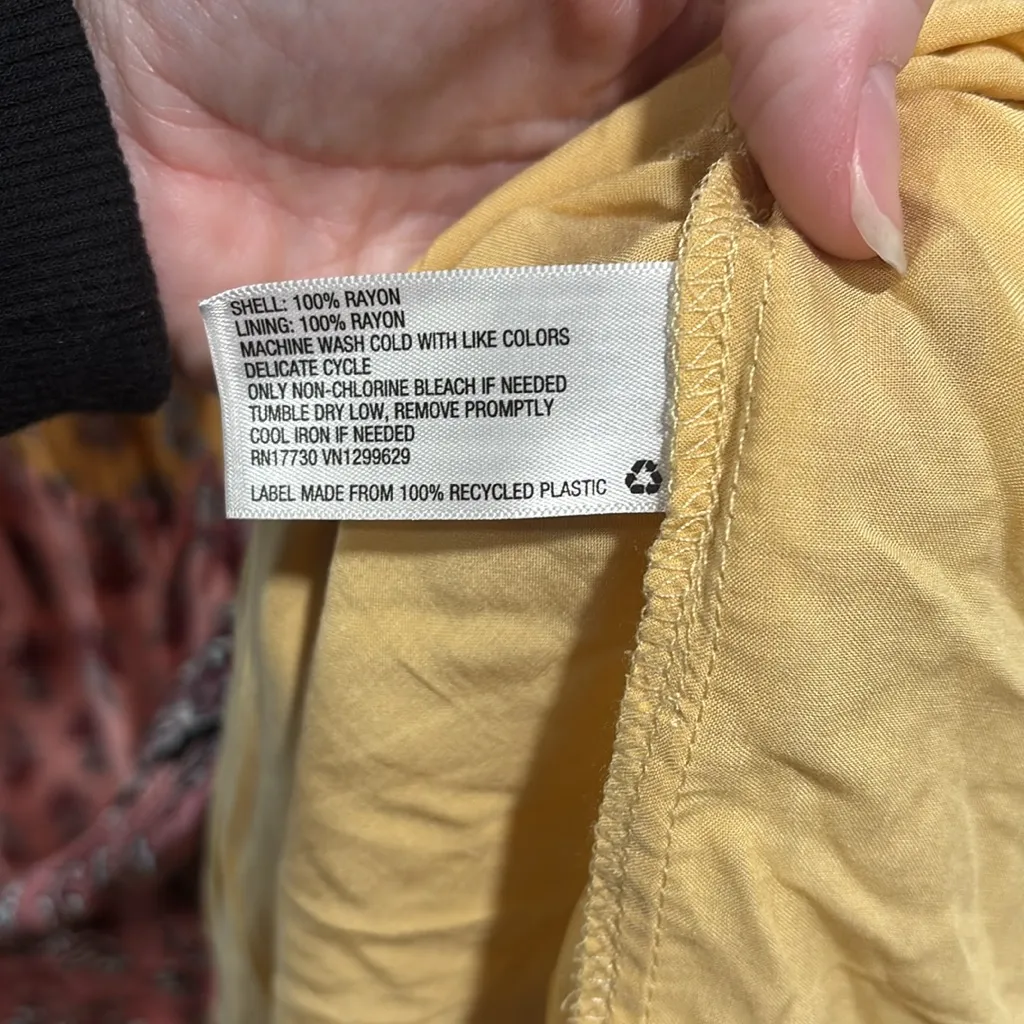 SHELL: 100% RAYON
LINING: 100% RAYON
MACHINE WASH COLD WITH LIKE COLORS
DELICATE CYCLE
ONLY NON-CHLORINE BLEACH IF NEEDED
TUMBLE DRY LOW, REMOVE PROMPTLY
COOL IRON IF NEEDED
RN17730 VN1299629
LABEL MADE FROM 100% RECYCLED PLASTIC